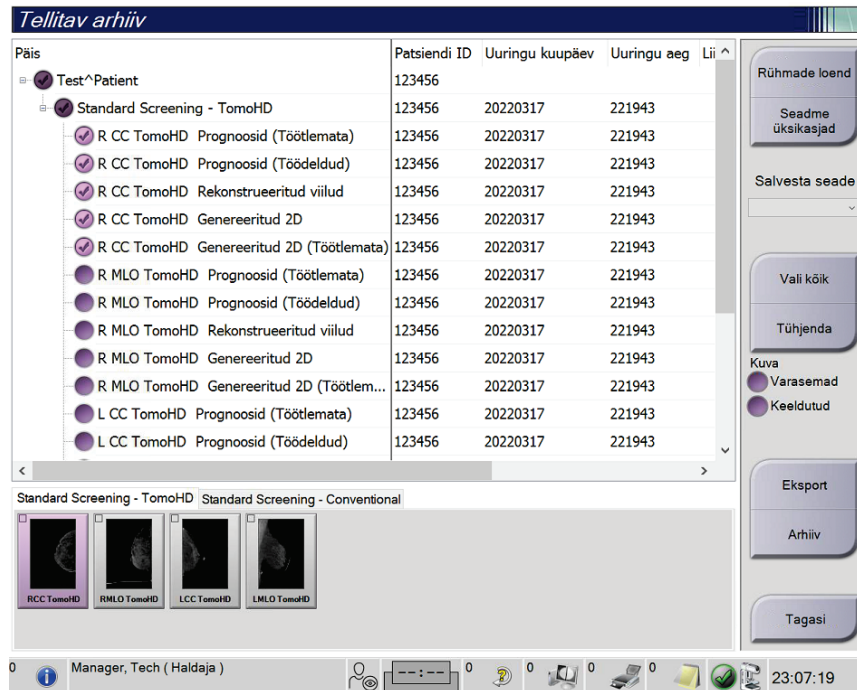 Tellitav arhiiv
Päis Patsiendi ID Uuringu kuupäev Uuringu aeg Lii
Test^Patient 123456
Standard Screening - TomoHD 123456 20220317 221943
R CC TomoHD Prognoosid (Töötlemata) 123456 20220317 221943
R CC TomoHD Prognoosid (Töödeldud) 123456 20220317 221943
R CC TomoHD Rekonstrueeritud viilud 123456 20220317 221943
R CC TomoHD Genereeritud 2D 123456 20220317 221943
R CC TomoHD Genereeritud 2D (Töötlemata) 123456 20220317 221943
R MLO TomoHD Prognoosid (Töötlemata) 123456 20220317 221943
R MLO TomoHD Prognoosid (Töödeldud) 123456 20220317 221943
R MLO TomoHD Rekonstrueeritud viilud 123456 20220317 221943
R MLO TomoHD Genereeritud 2D 123456 20220317 221943
R MLO TomoHD Genereeritud 2D (Töötlem... 123456 20220317 221943
L CC TomoHD Prognoosid (Töötlemata) 123456 20220317 221943
L CC TomoHD Prognoosid (Töödeldud) 123456 20220317 221943
Rühmade loend
Seadme
üksikasjad
Salvesta seade
Vali kõik
Tühjenda
Kuva
Varasemad
Keeldutud
Eksport
Arhiiv
Tagasi
Standard Screening - TomoHD Standard Screening - Conventional
RCC TomoHD RMLO TomoHD LCC TomoHD LMLO TomoHD
0 Manager, Tech ( Haldaja ) --:-- 0 0 0 0 23:07:19